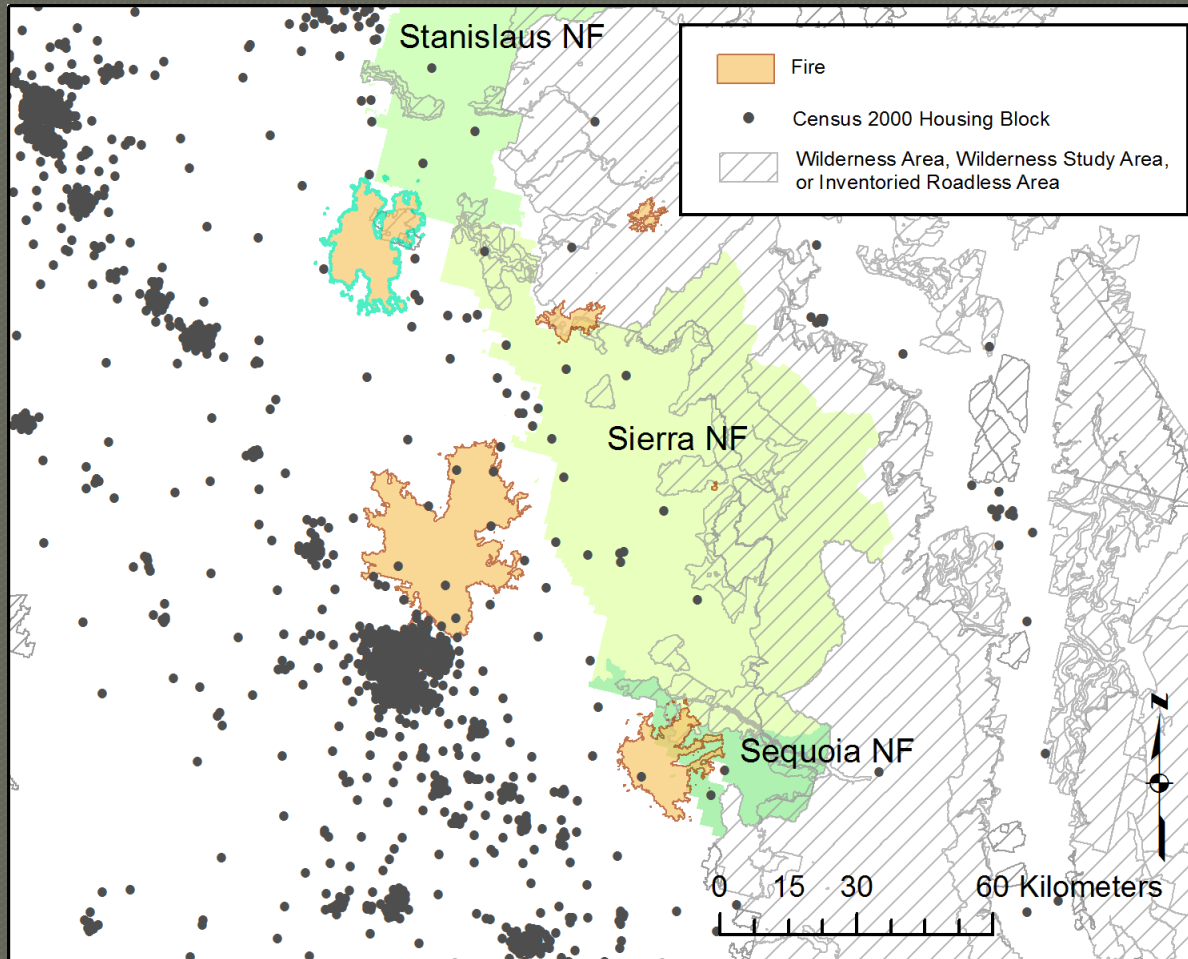 Stanislaus NF
Fire
Census 2000 Housing Block
Wilderness Area, Wilderness Study Area,
or Inventoried Roadless Area
Sierra NF
Sequoia NF
0 15 30 60 Kilometers
N